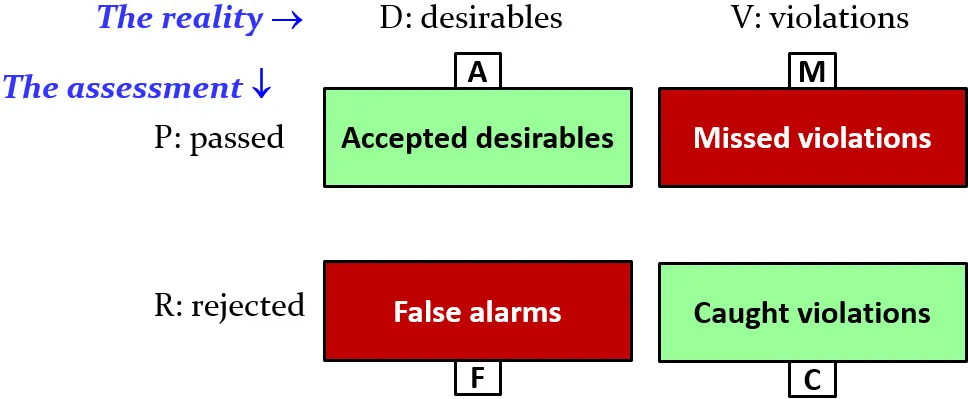 The reality → D: desirables V: violations
A M
The assessment ↓
P: passed Accepted desirables Missed violations
R: rejected False alarms Caught violations
F C